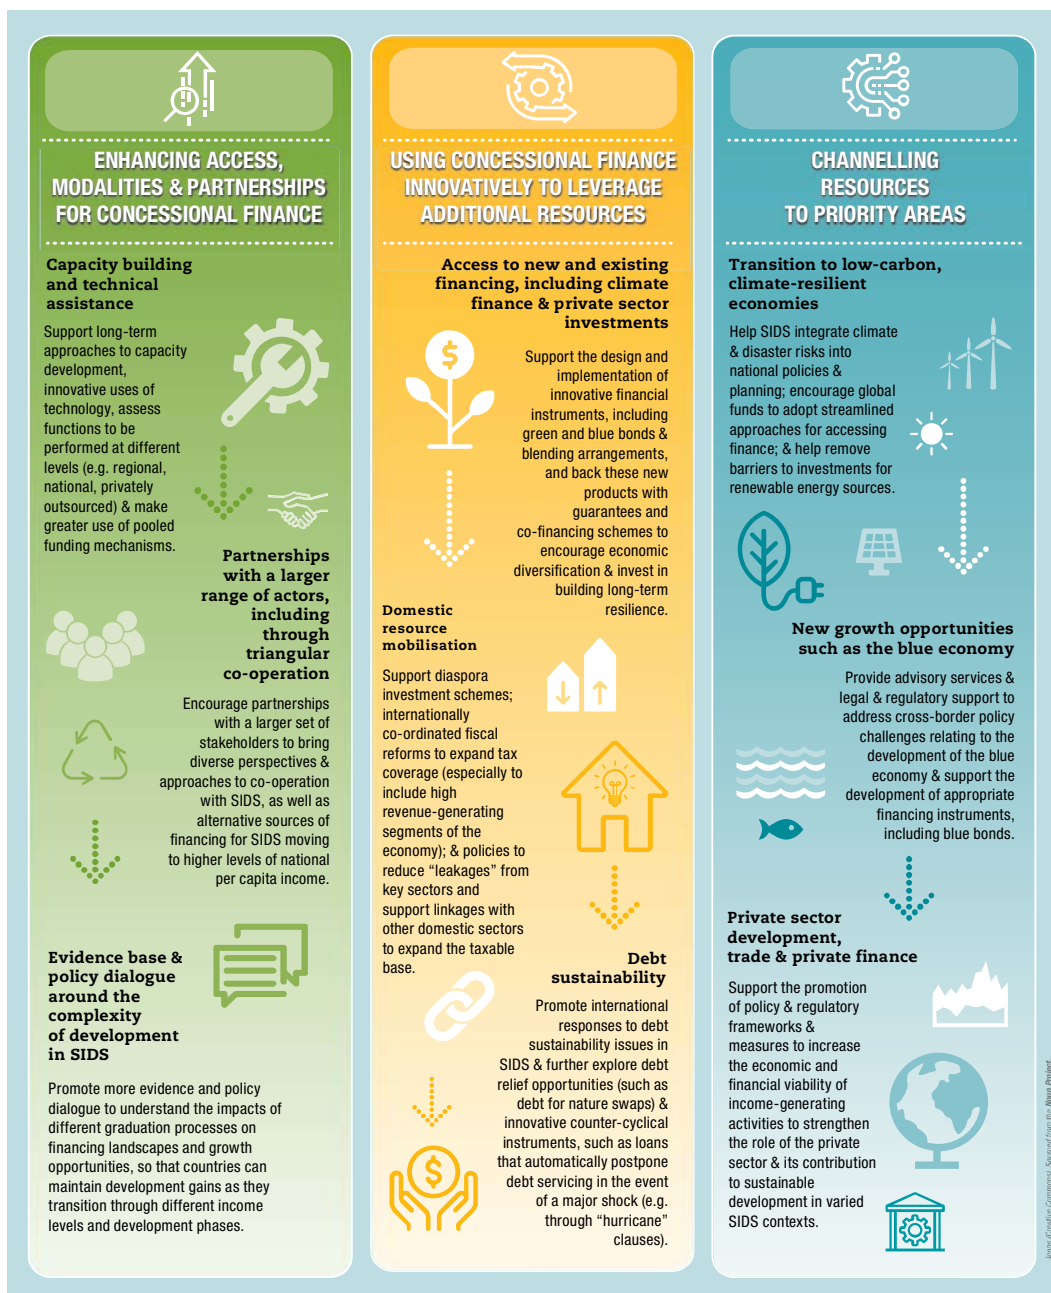 ENHANCING ACCESS,
MODALITIES & PARTNERSHIPS
FOR CONCESSIONAL FINANCE
Capacity building
and technical
assistance
Support long-term
approaches to capacity
development,
innovative uses of
technology, assess
functions to be
performed at different
levels (e.g. regional,
national, privately
outsourced) & make
greater use of pooled
funding mechanisms.
Partnerships
with a larger
range of actors,
including
through
triangular
co-operation
Encourage partnerships
with a larger set of
stakeholders to bring
diverse perspectives &
approaches to co-operation
with SIDS, as well as
alternative sources of
financing for SIDS moving
to higher levels of national
per capita income.
Evidence base &
policy dialogue
around the
complexity
of development
in SIDS
Promote more evidence and policy
dialogue to understand the impacts of
different graduation processes on
financing landscapes and growth
opportunities, so that countries can
maintain development gains as they
transition through different income
levels and development phases.
USING CONCESSIONAL FINANCE
INNOVATIVELY TO LEVERAGE
ADDITIONAL RESOURCES
Access to new and existing
financing, including climate
finance & private sector
investments
Support the design and
implementation of
innovative financial
instruments, including
green and blue bonds &
blending arrangements,
and back these new
products with
guarantees and
co-financing schemes to
encourage economic
diversification & invest in
building long-term
resilience.
Domestic
resource
mobilisation
Support diaspora
investment schemes;
internationally
co-ordinated fiscal
reforms to expand tax
coverage (especially to
include high
revenue-generating
segments of the
economy); & policies to
reduce “leakages” from
key sectors and
support linkages with
other domestic sectors
to expand the taxable
base.
Debt
sustainability
Promote international
responses to debt
sustainability issues in
SIDS & further explore debt
relief opportunities (such as
debt for nature swaps) &
innovative counter-cyclical
instruments, such as loans
that automatically postpone
debt servicing in the event
of a major shock (e.g.
through “hurricane”
clauses).
CHANNELLING
RESOURCES
TO PRIORITY AREAS
Transition to low-carbon,
climate-resilient
economies
Help SIDS integrate climate
& disaster risks into
national policies &
planning; encourage global
funds to adopt streamlined
approaches for accessing
finance; & help remove
barriers to investments for
renewable energy sources.
New growth opportunities
such as the blue economy
Provide advisory services &
legal & regulatory support to
address cross-border policy
challenges relating to the
development of the blue
economy & support the
development of appropriate
financing instruments,
including blue bonds.
Private sector
development,
trade & private finance
Support the promotion
of policy & regulatory
frameworks &
measures to increase
the economic and
financial viability of
income-generating
activities to strengthen
the role of the private
sector & its contribution
to sustainable
development in varied
SIDS contexts.
Icons (Creative Commons): Sourced from the Noun Project